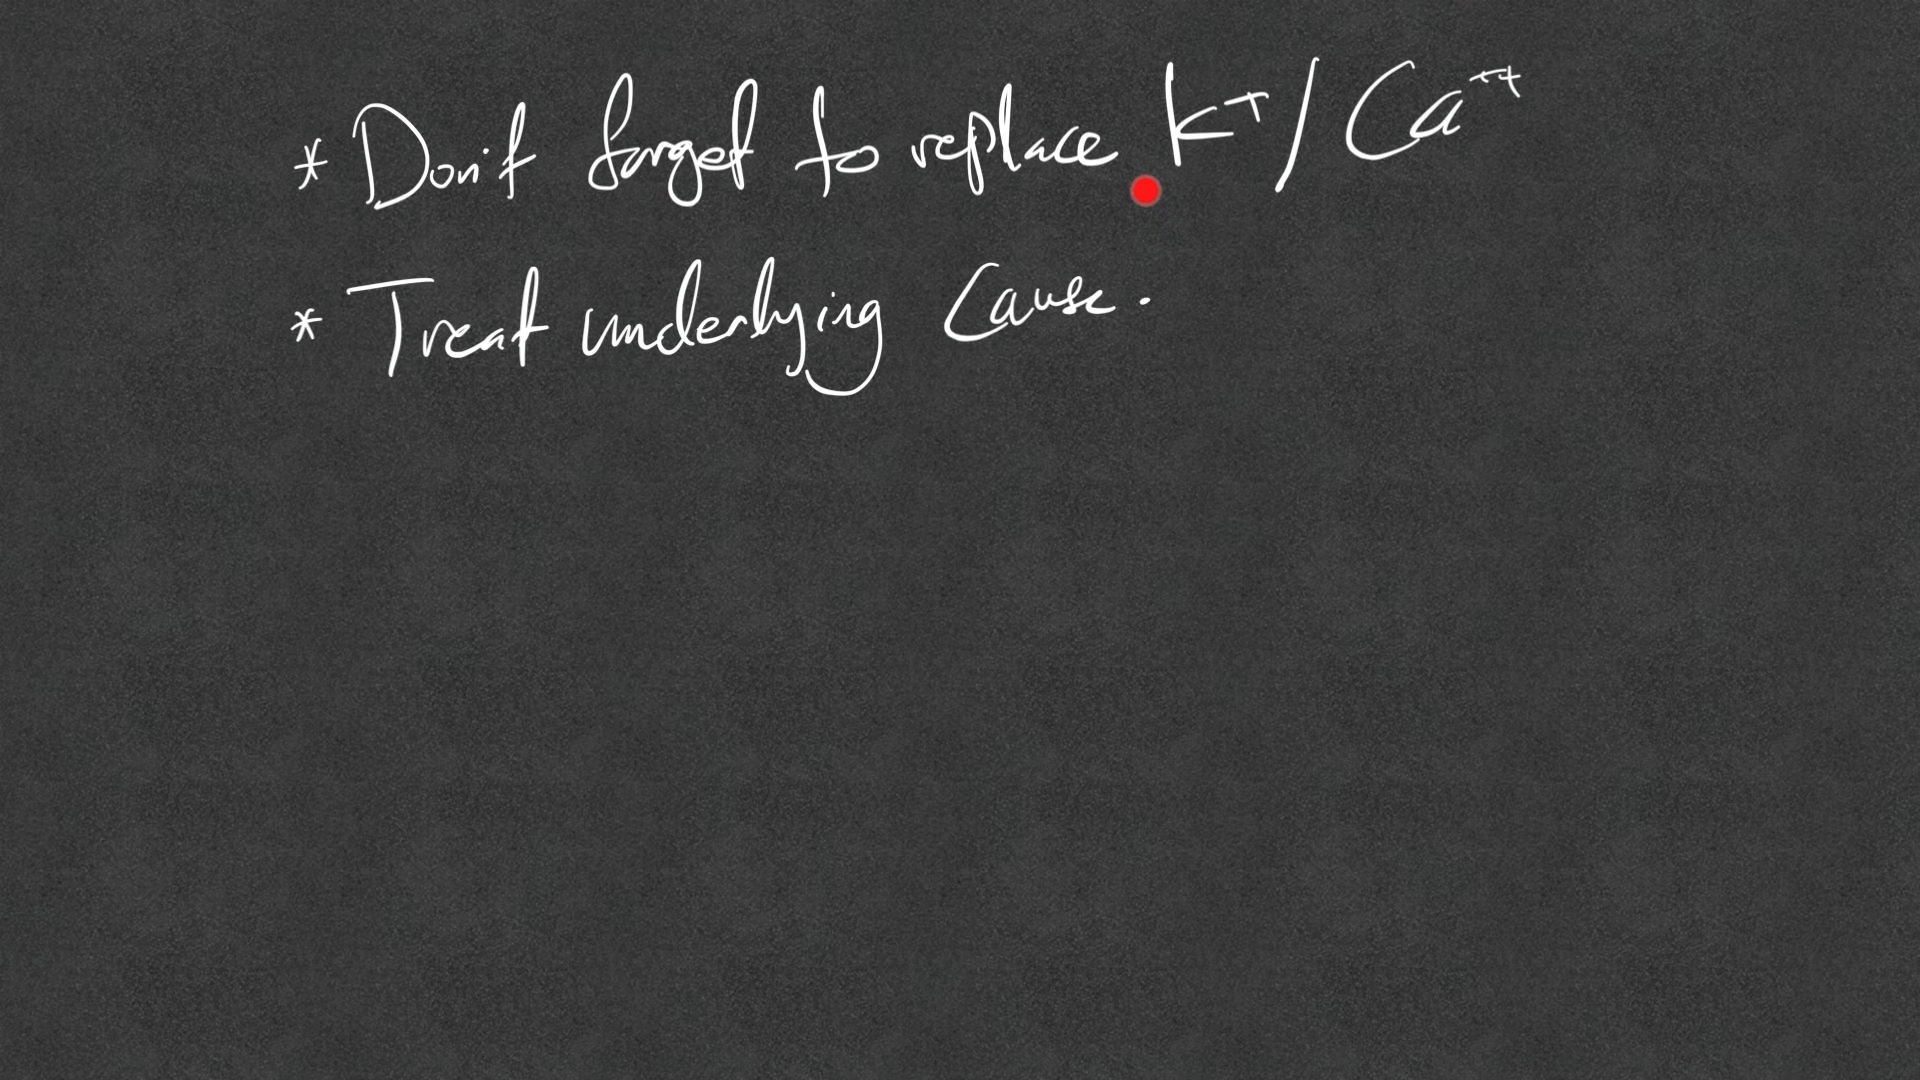 * Don't forget to replace K⁺/Ca⁺⁺
* Treat underlying Cause.